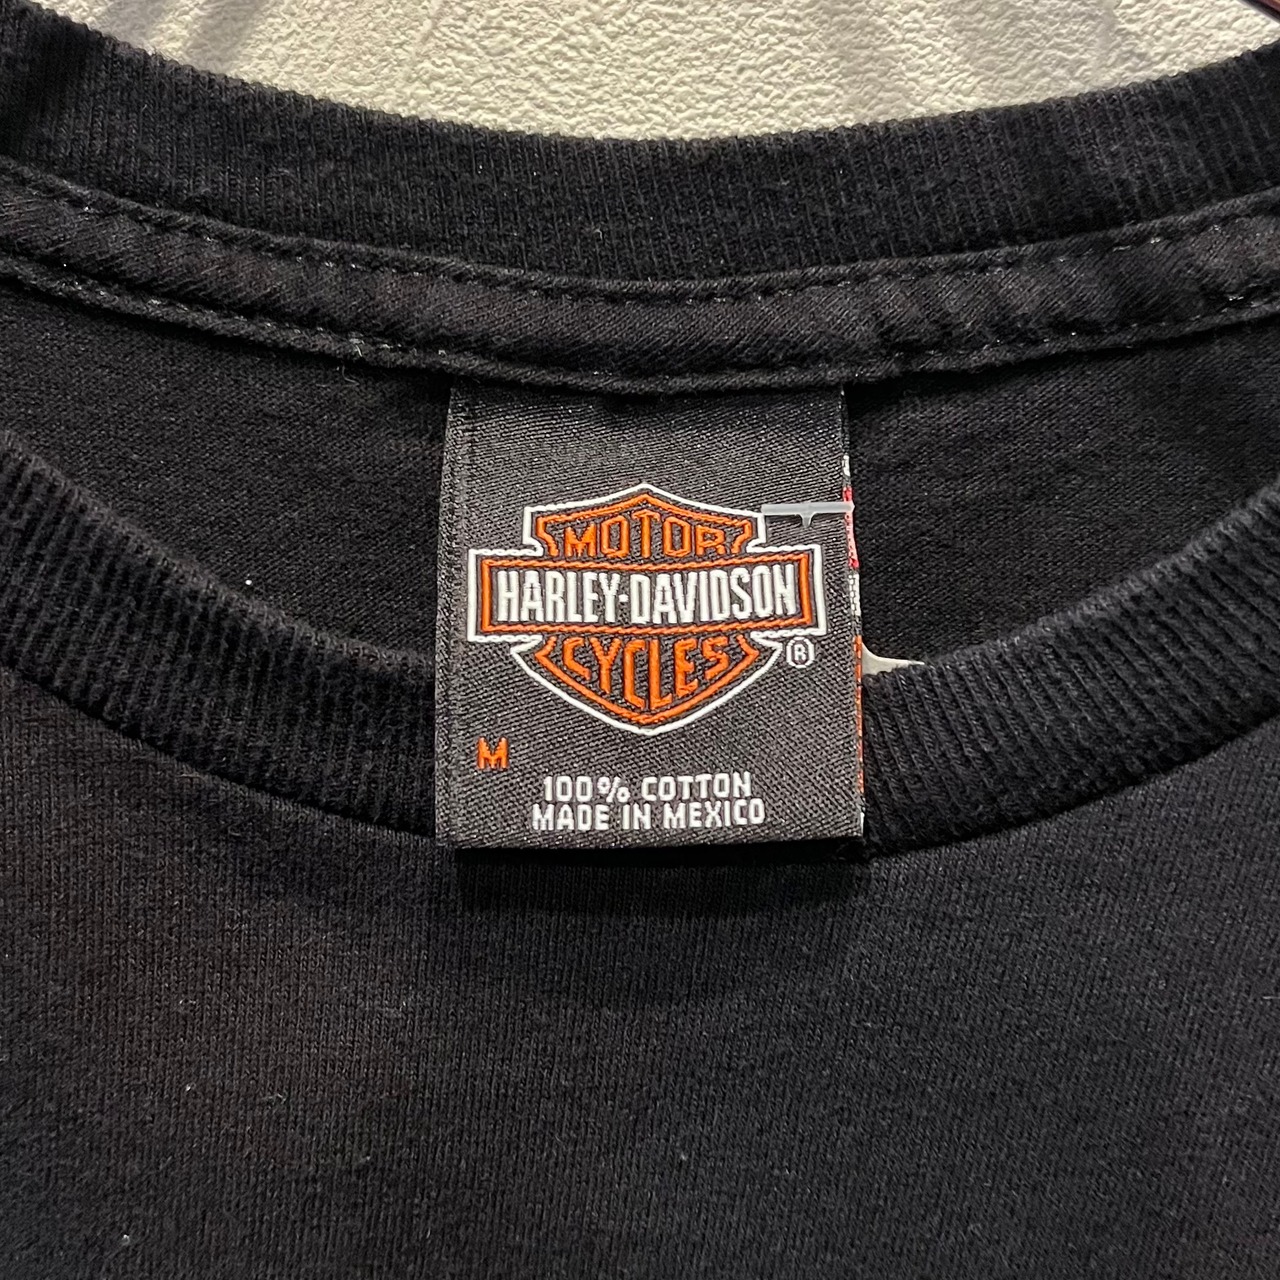 MOTOR
HARLEY-DAVIDSON
CYCLES
®
M
100% COTTON
MADE IN MEXICO